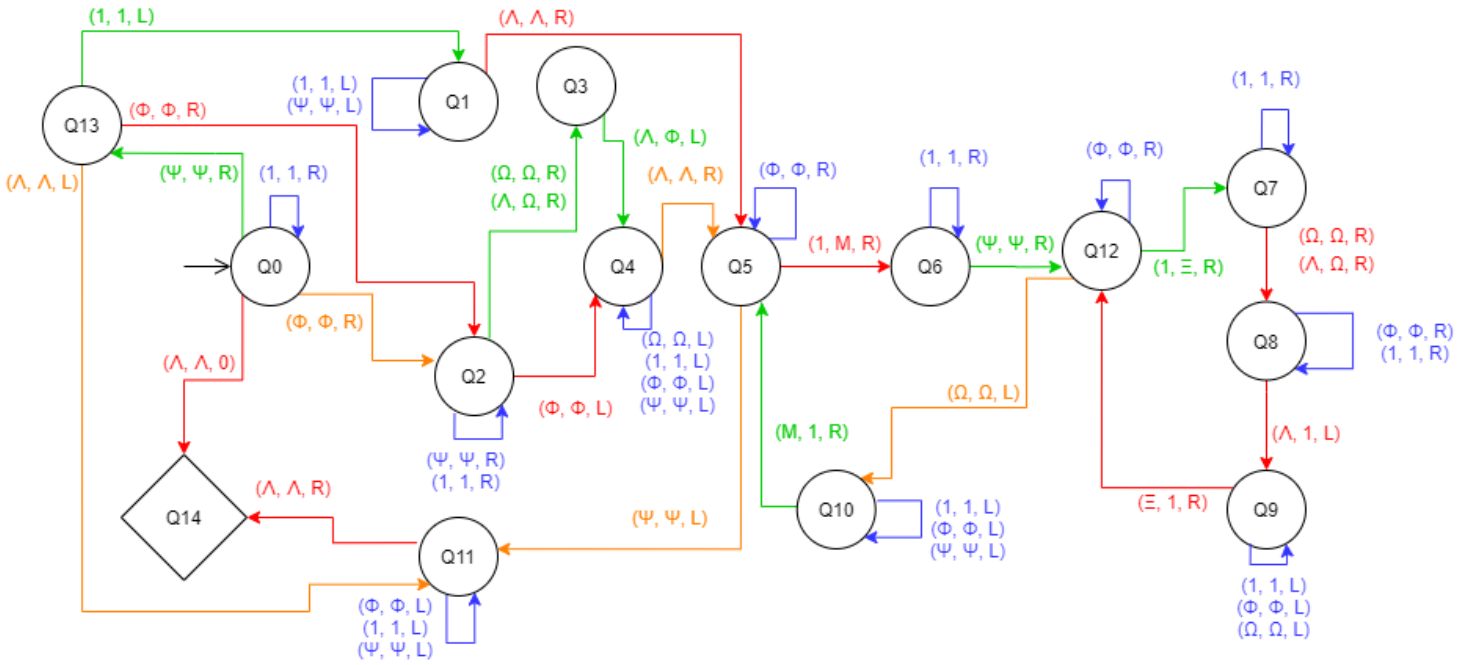 (1, 1, L)
(Λ, Λ, R)
Q13
(1, 1, L)
(Ψ, Ψ, L)
Q1
Q3
(1, 1, R)
(Φ, Φ, R)
(Λ, Φ, L)
(Ψ, Ψ, R)
(Λ, Λ, L)
(1, 1, R)
(Ω, Ω, R)
(Λ, Ω, R)
(Λ, Λ, R)
(Φ, Φ, R)
(1, 1, R)
(Φ, Φ, R)
Q7
Q0
Q4
Q5
(1, M, R)
Q6
(Ψ, Ψ, R)
Q12
(1, Ξ, R)
(Ω, Ω, R)
(Λ, Ω, R)
(Φ, Φ, R)
(Λ, Λ, 0)
Q2
(Φ, Φ, L)
(Ω, Ω, L)
(1, 1, L)
(Φ, Φ, L)
(Ψ, Ψ, L)
Q8
(Φ, Φ, R)
(1, 1, R)
(Ω, Ω, L)
(Ψ, Ψ, R)
(1, 1, R)
(M, 1, R)
(Λ, 1, L)
Q14
(Λ, Λ, R)
(Ψ, Ψ, L)
Q10
(1, 1, L)
(Φ, Φ, L)
(Ψ, Ψ, L)
(Ξ, 1, R)
Q9
Q11
(Φ, Φ, L)
(1, 1, L)
(Ψ, Ψ, L)
(1, 1, L)
(Φ, Φ, L)
(Ω, Ω, L)